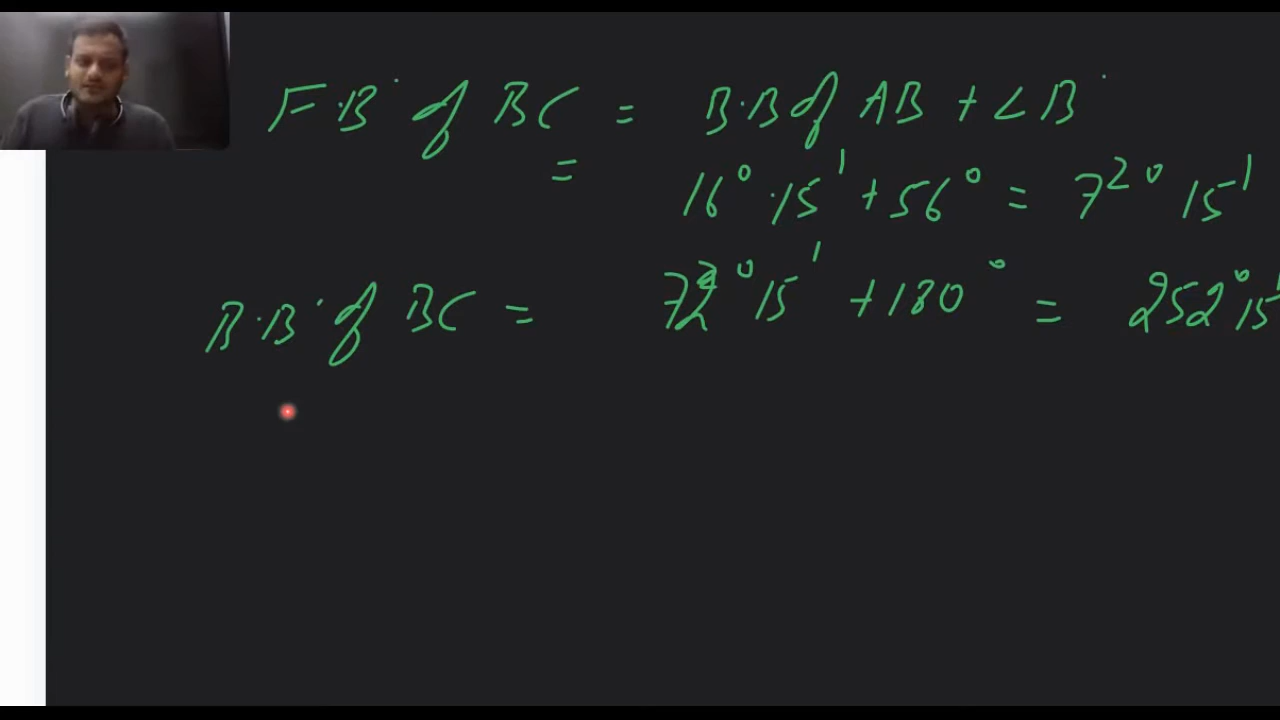 F.B. of BC = B.B of AB + ∠B
= 16° 15' + 56° = 72° 15'
B.B. of BC = 72° 15' + 180° = 252° 15'